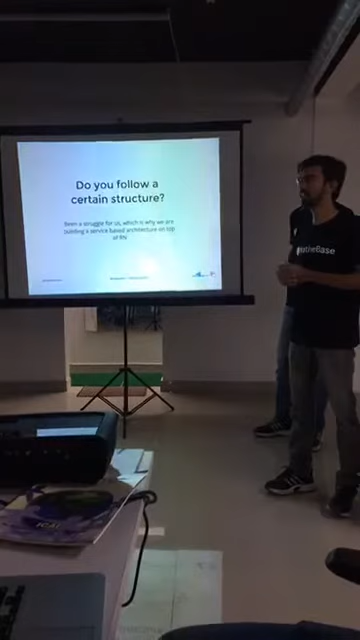 Do you follow a
certain structure?
Been a struggle for us, which is why we are
building a service based architecture on top
of
theBase